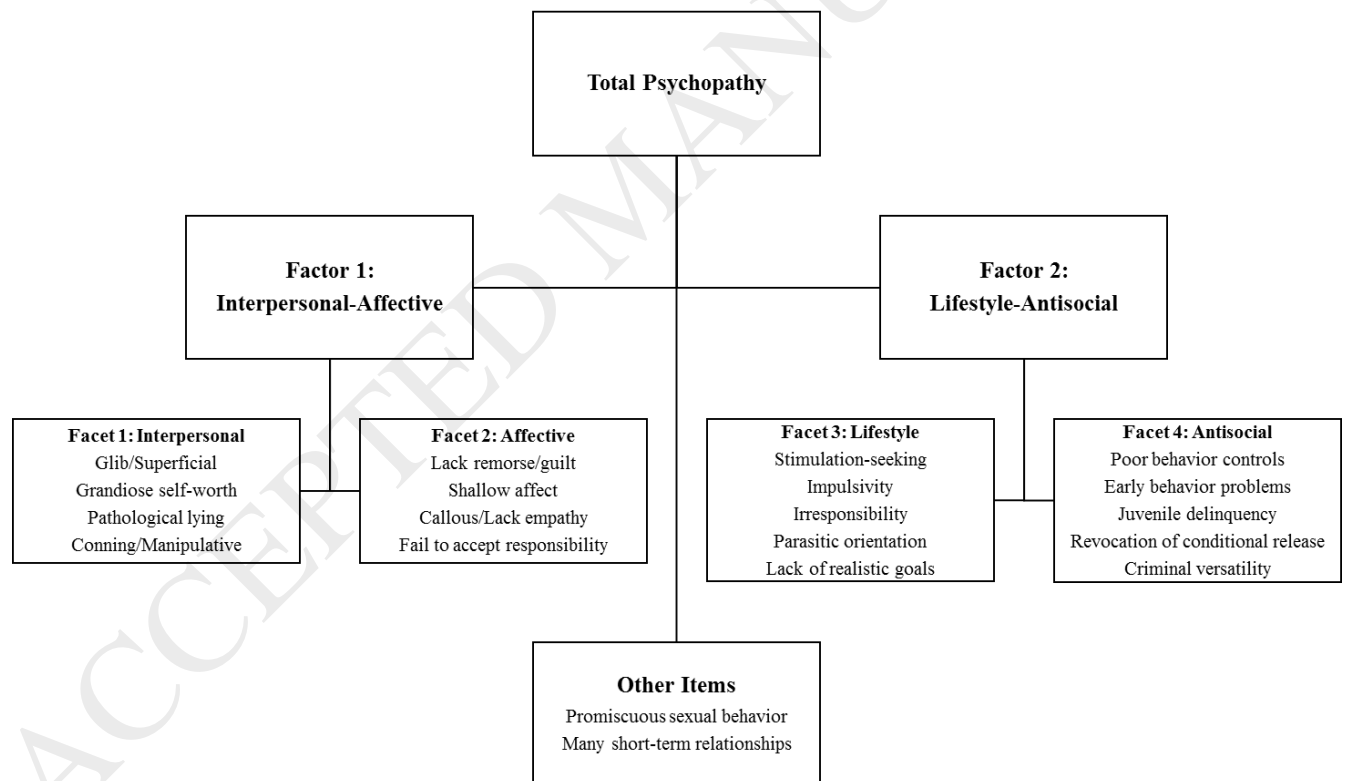 Total Psychopathy
Factor 1:
Interpersonal-Affective
Factor 2:
Lifestyle-Antisocial
Facet 1: Interpersonal
Glib/Superficial
Grandiose self-worth
Pathological lying
Conning/Manipulative
Facet 2: Affective
Lack remorse/guilt
Shallow affect
Callous/Lack empathy
Fail to accept responsibility
Facet 3: Lifestyle
Stimulation-seeking
Impulsivity
Irresponsibility
Parasitic orientation
Lack of realistic goals
Facet 4: Antisocial
Poor behavior controls
Early behavior problems
Juvenile delinquency
Revocation of conditional release
Criminal versatility
Other Items
Promiscuous sexual behavior
Many short-term relationships
ACCEPTED MANU